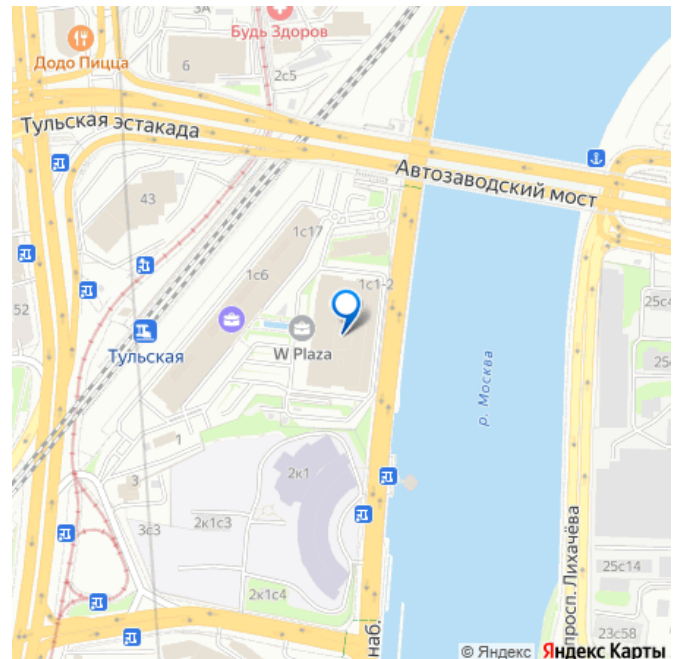 3А
Будь Здоров
Додо Пицца
6
2с5
Тульская эстакада
Автозаводский мост
43
1с17
1с6
1с1-2
52
25с4
W Plaza
Тульская
р. Москва
25
1
2к1
3
2к1с3
3с3
просп. Лихачёва
25с14
2к1с4
наб.
23с58
© Яндекс Яндекс Карты